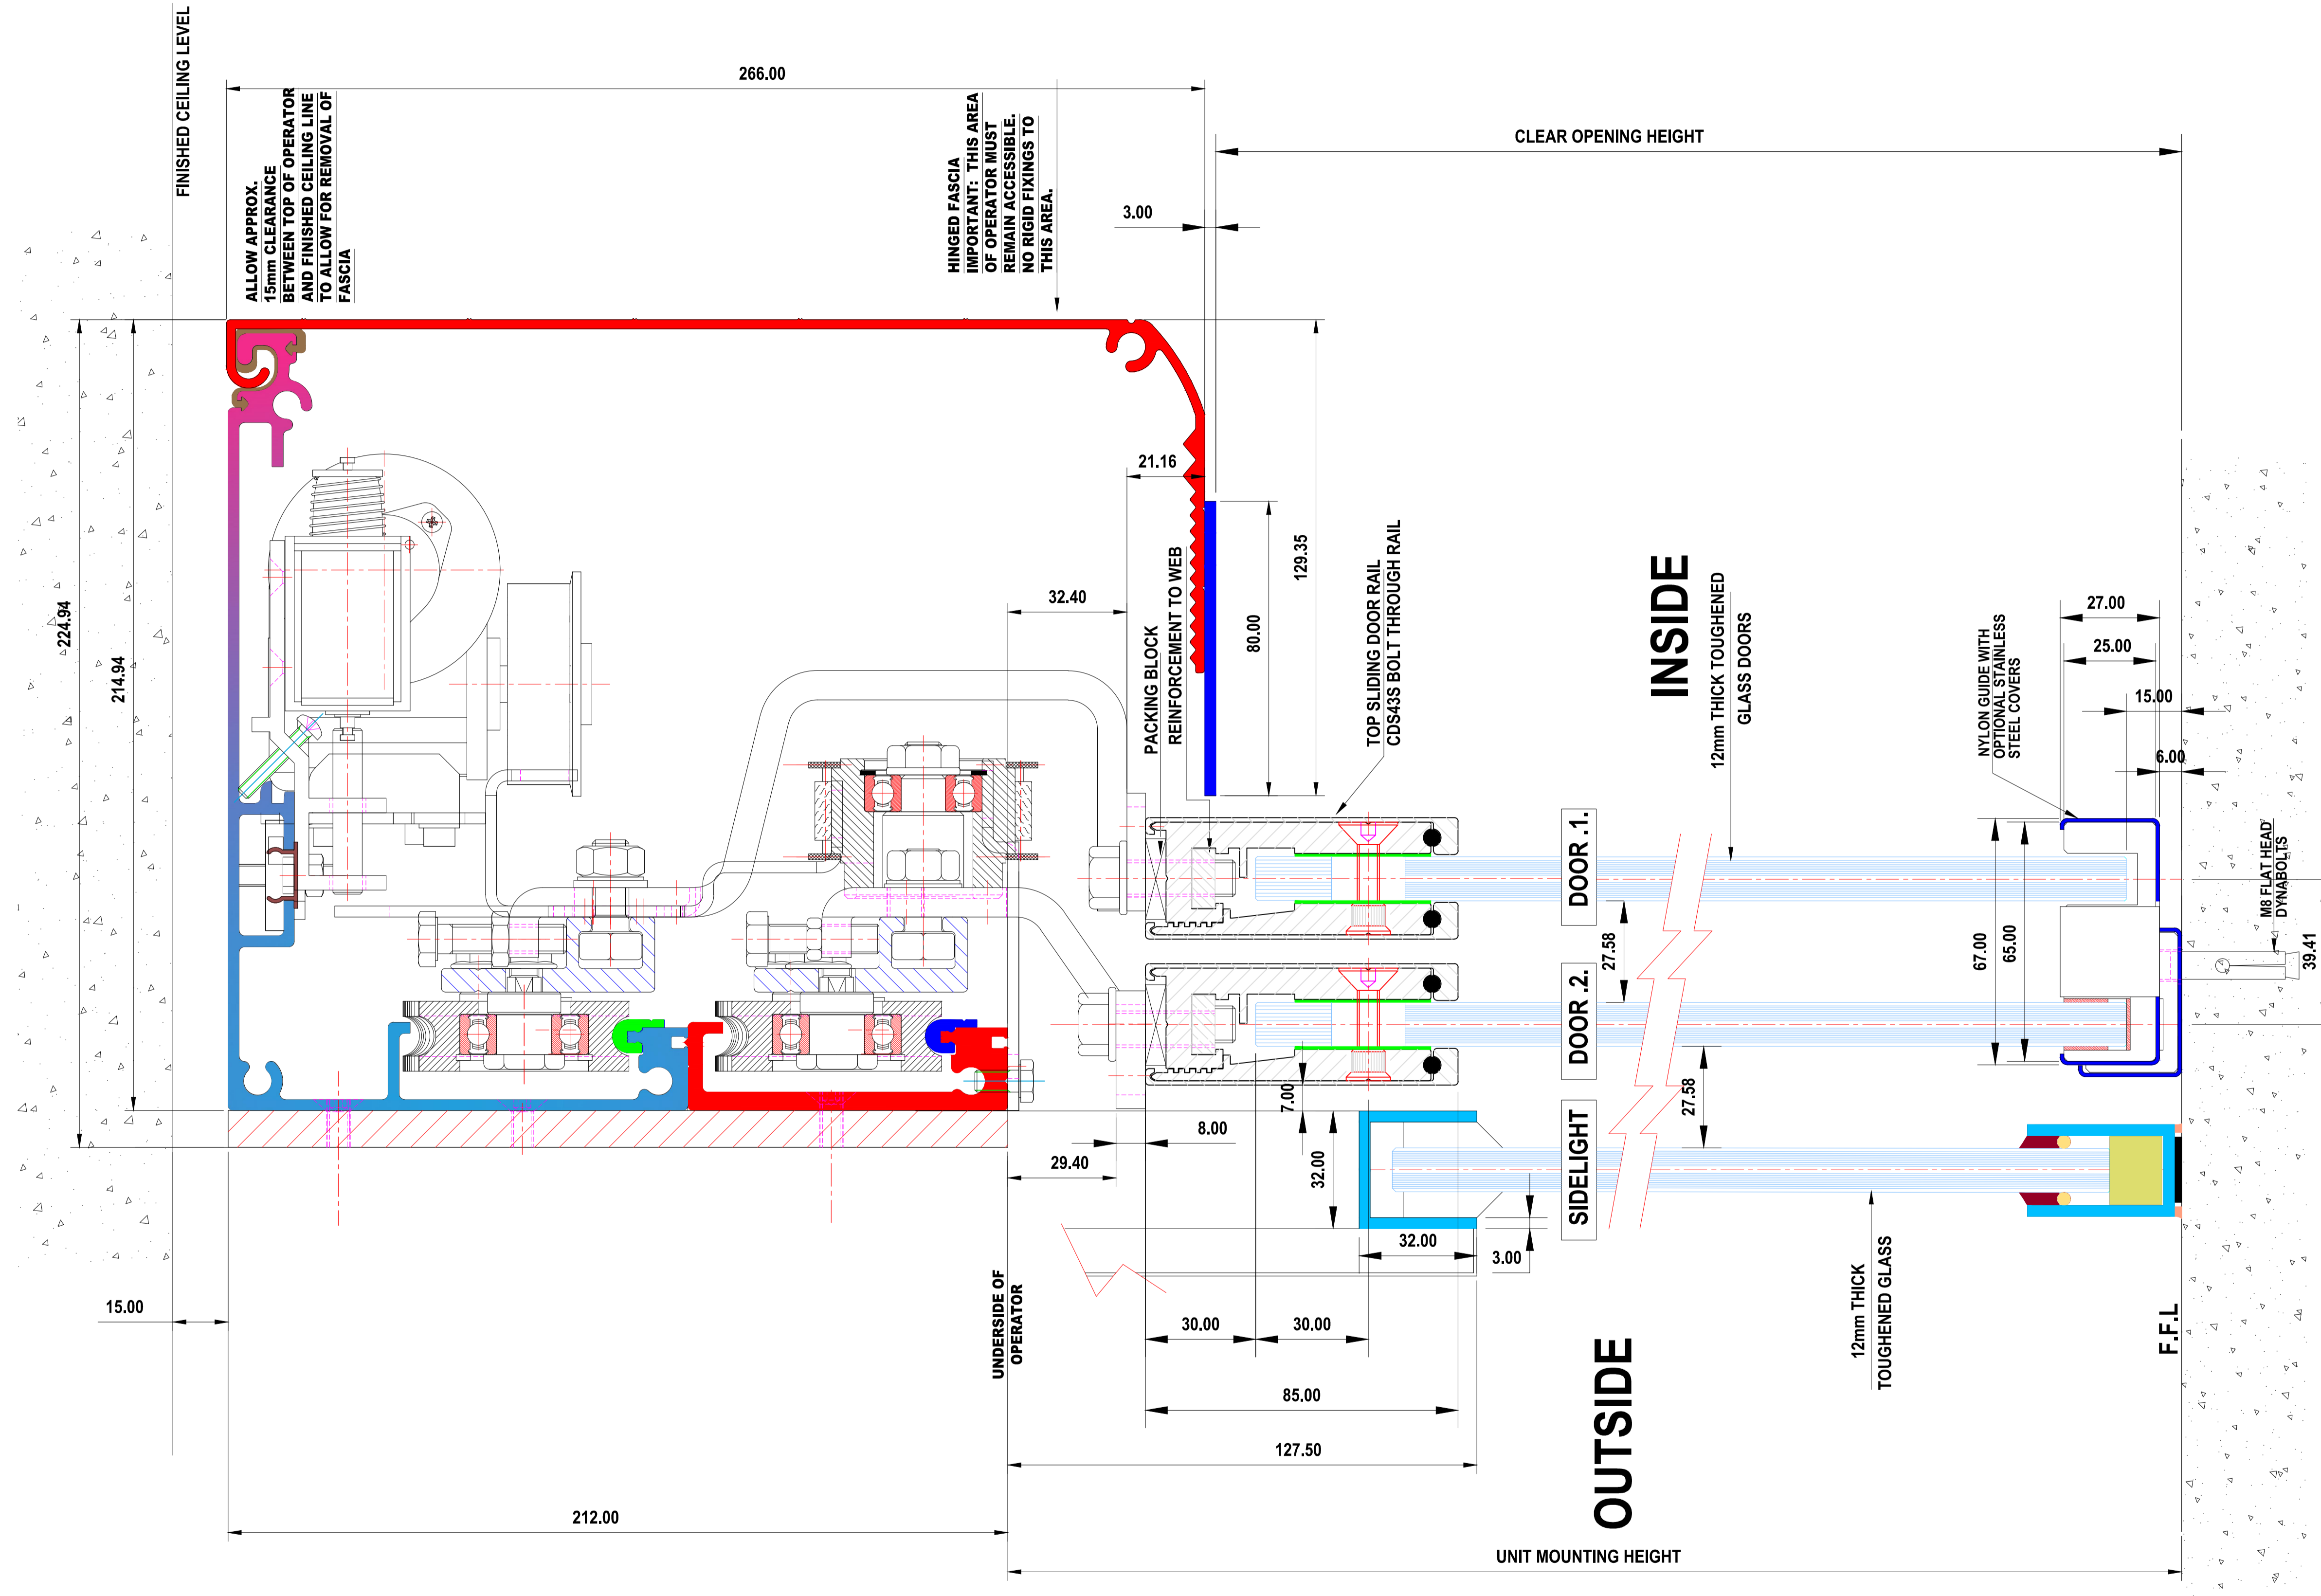 FINISHED CEILING LEVEL
266.00
ALLOW APPROX.
15mm CLEARANCE
BETWEEN TOP OF OPERATOR
AND FINISHED CEILING LINE
TO ALLOW FOR REMOVAL OF
FASCIA
HINGED FASCIA
IMPORTANT: THIS AREA
OF OPERATOR MUST
REMAIN ACCESSIBLE.
NO RIGID FIXINGS TO
THIS AREA.
CLEAR OPENING HEIGHT
3.00
224.94
214.94
21.16
129.35
80.00
32.40
PACKING BLOCK
REINFORCEMENT TO WEB
TOP SLIDING DOOR RAIL
CDS43S BOLT THROUGH RAIL
INSIDE
12mm THICK TOUGHENED
GLASS DOORS
NYLON GUIDE WITH
OPTIONAL STAINLESS
STEEL COVERS
27.00
25.00
15.00
6.00
M8 FLAT HEAD
DYNABOLTS
39.41
67.00
65.00
DOOR .1.
27.58
DOOR .2.
27.58
SIDELIGHT
7.00
8.00
29.40
32.00
32.00
3.00
UNDERSIDE OF
OPERATOR
15.00
30.00
30.00
85.00
127.50
212.00
OUTSIDE
12mm THICK
TOUGHENED GLASS
F.F.L
UNIT MOUNTING HEIGHT